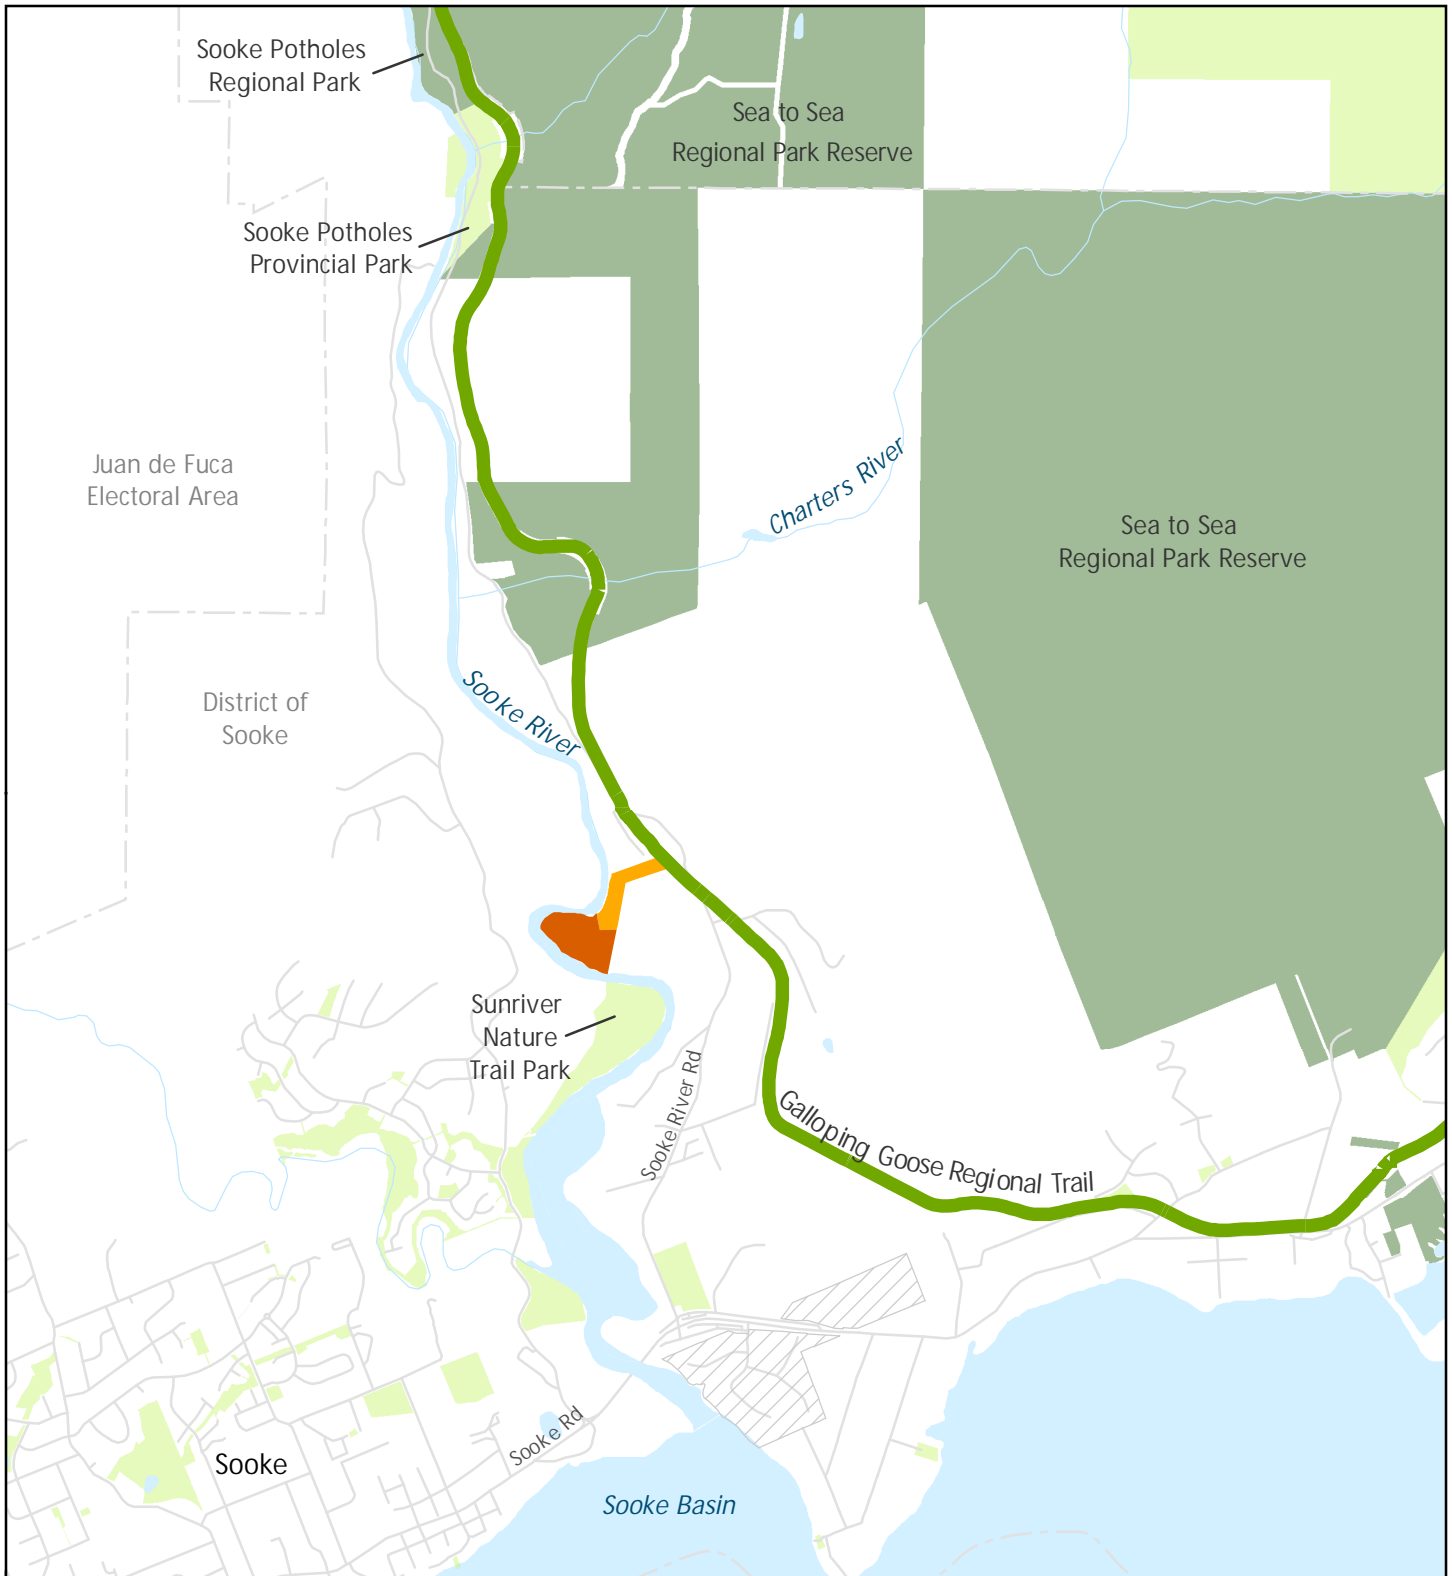 Sooke Potholes
Regional Park
Sea to Sea
Regional Park Reserve
Sooke Potholes
Provincial Park
Juan de Fuca
Electoral Area
Charters River
Sea to Sea
Regional Park Reserve
District of
Sooke
Sooke River
Sunriver
Nature
Trail Park
Sooke River Rd
Galloping Goose Regional Trail
Sooke Rd
Sooke
Sooke Basin